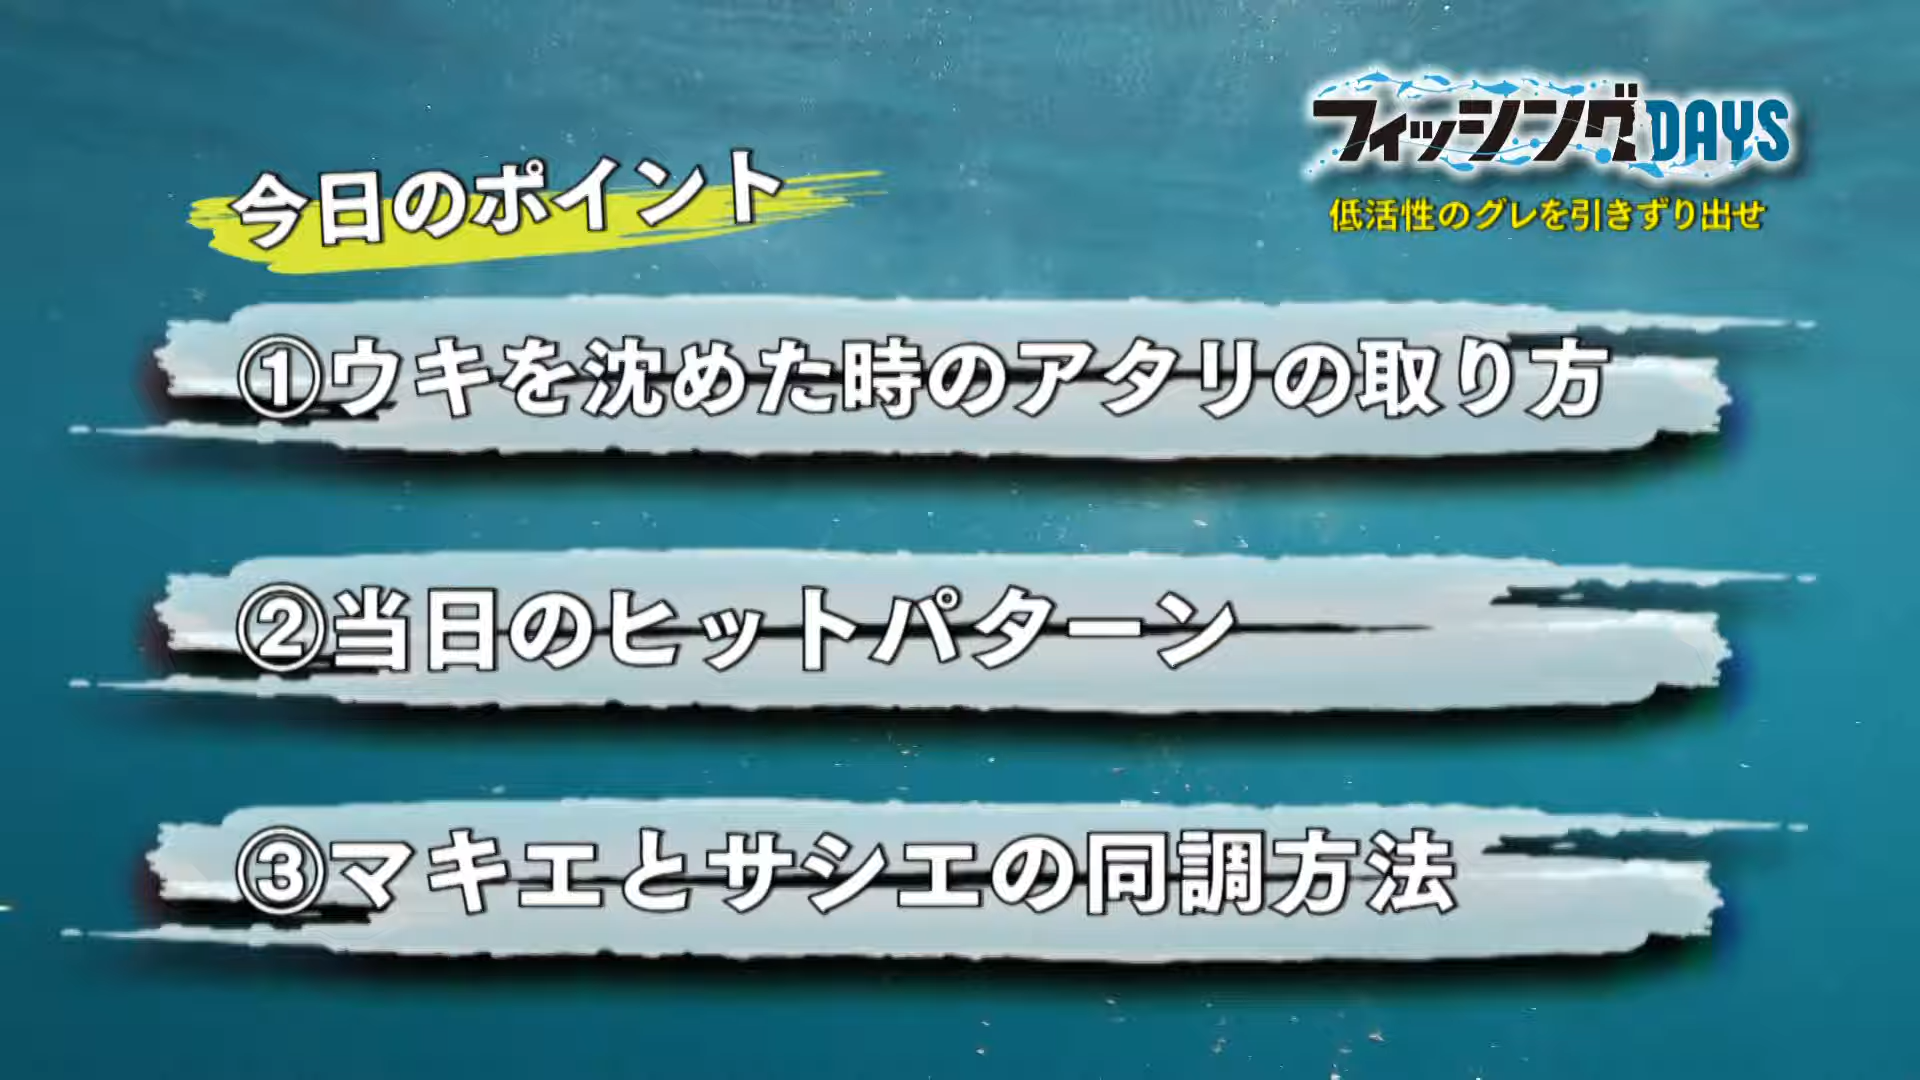 フィッシングDAYS
低活性のグレを引きずり出せ
今日のポイント
①ウキを沈めた時のアタリの取り方
②当日のヒットパターン
③マキエとサシエの同調方法